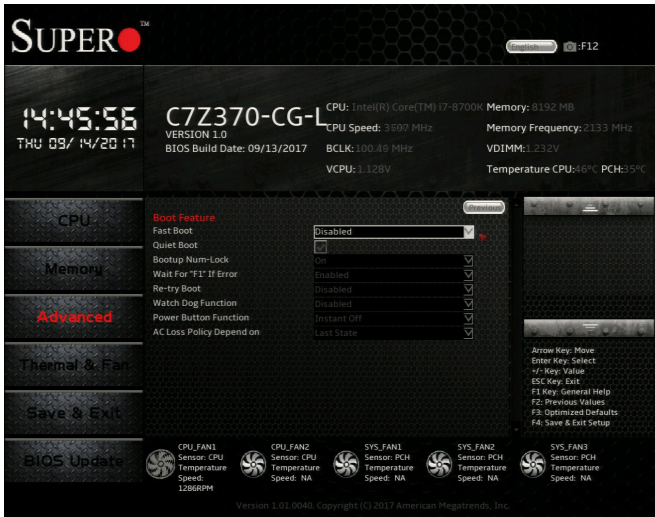 SUPER TM
English :F12
14:45:56
THU 09/ 14/2017
C7Z370-CG-L
VERSION 1.0
BIOS Build Date: 09/13/2017
CPU: Intel(R) Core(TM) i7-8700K
CPU Speed: 3697 MHz
BCLK:100.49 MHz
VCPU:1.128V
Memory: 8192 MB
Memory Frequency:2133 MHz
VDIMM:1.232V
Temperature CPU:46°C PCH:35°C
CPU
Memory
Advanced
Thermal & Fan
Save & Exit
BIOS Update
Previous
Boot Feature
Fast Boot Disabled
Quiet Boot
Bootup Num-Lock On
Wait For "F1" If Error Enabled
Re-try Boot Disabled
Watch Dog Function Disabled
Power Button Function Instant Off
AC Loss Policy Depend on Last State
Arrow Key: Move
Enter Key: Select
+/- Key: Value
ESC Key: Exit
F1 Key: General Help
F2: Previous Values
F3: Optimized Defaults
F4: Save & Exit Setup
CPU_FAN1
Sensor: CPU
Temperature
Speed:
1286RPM
CPU_FAN2
Sensor: CPU
Temperature
Speed: NA
SYS_FAN1
Sensor: PCH
Temperature
Speed: NA
SYS_FAN2
Sensor: PCH
Temperature
Speed: NA
SYS_FAN3
Sensor: PCH
Temperature
Speed: NA
Version 1.01.0040. Copyright (C) 2017 American Megatrends, Inc.